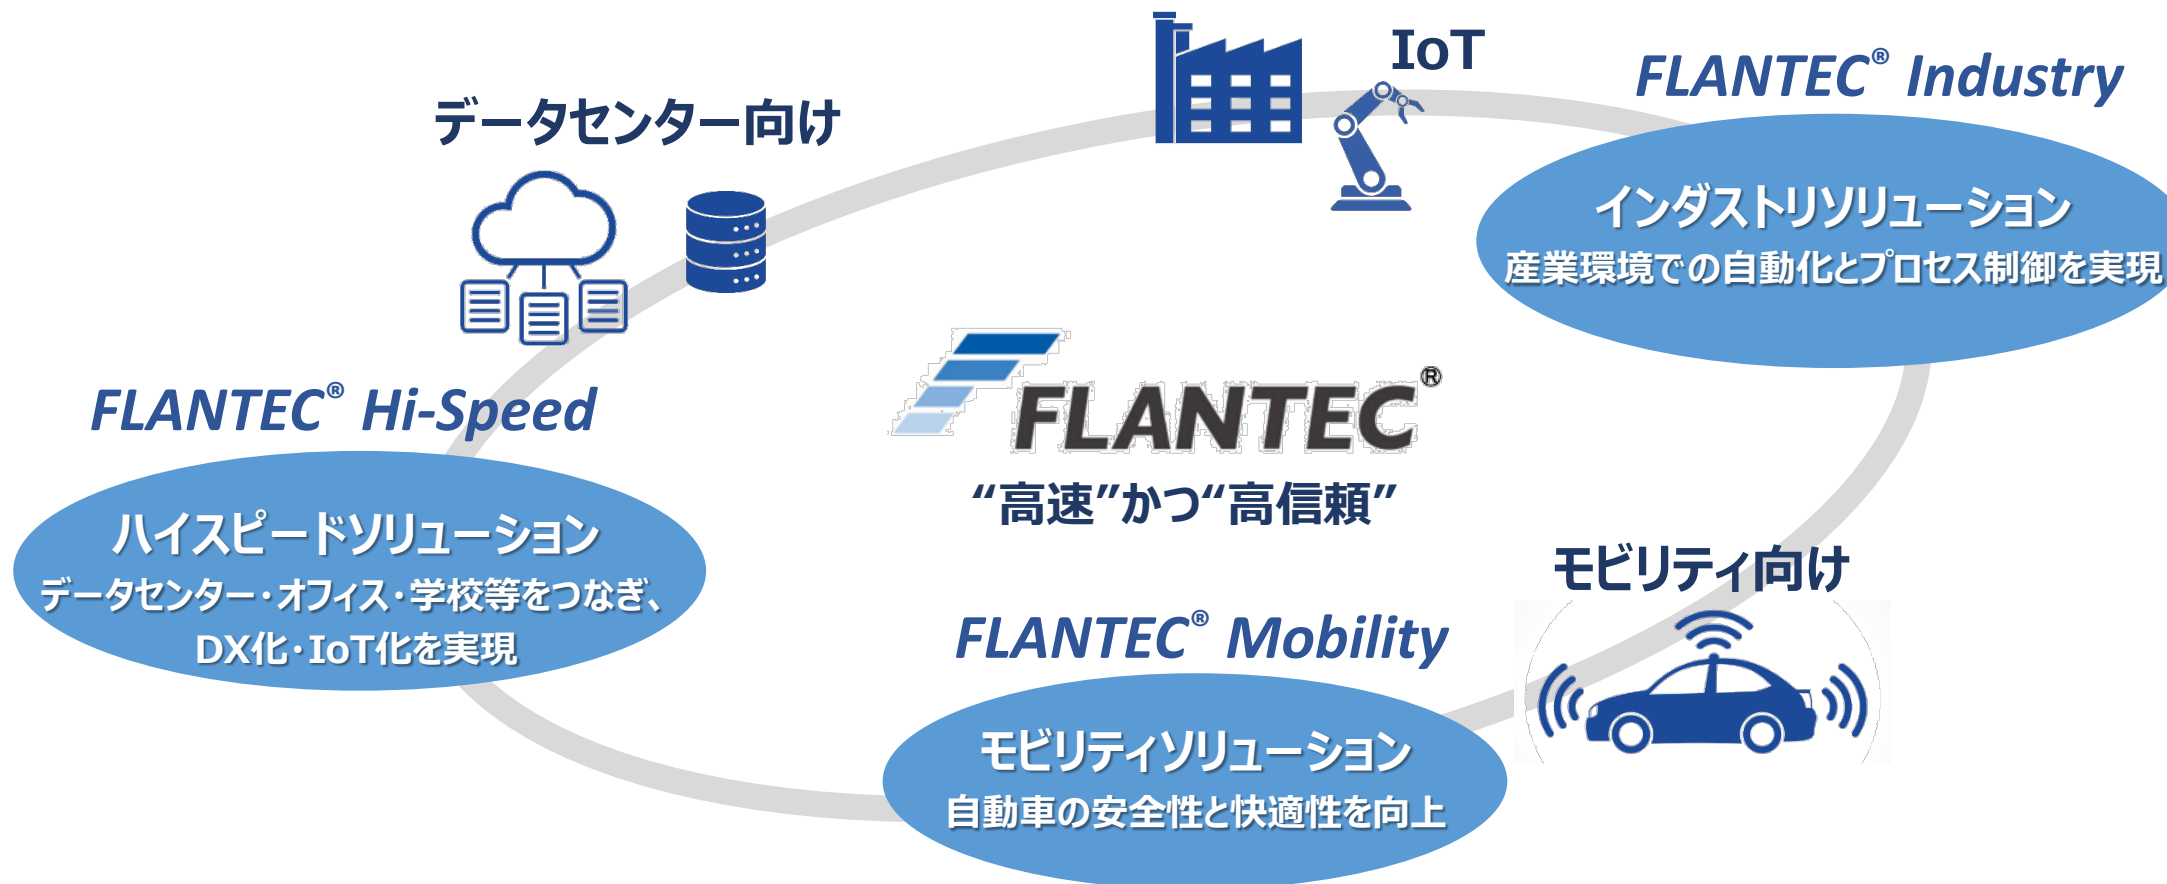 IoT
FLANTEC® Industry
データセンター向け
インダストリソリューション
産業環境での自動化とプロセス制御を実現
FLANTEC®
FLANTEC® Hi-Speed
“高速”かつ“高信頼”
ハイスピードソリューション
データセンター・オフィス・学校等をつなぎ、
DX化・IoT化を実現
モビリティ向け
FLANTEC® Mobility
モビリティソリューション
自動車の安全性と快適性を向上